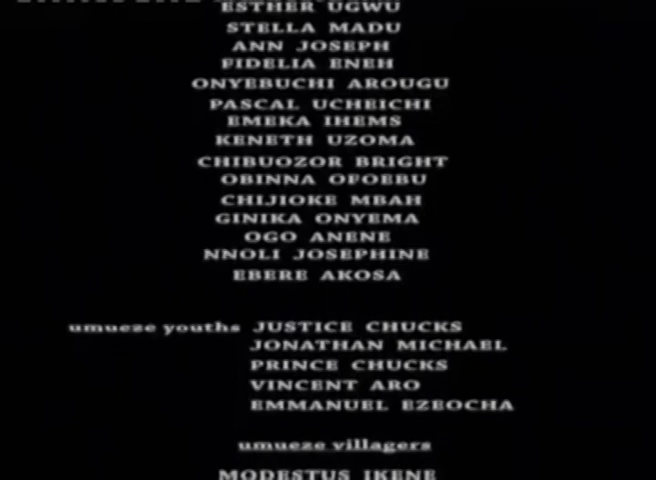 ESTHER UGWU
STELLA MADU
ANN JOSEPH
FIDELIA ENEH
ONYEBUCHI AROUGU
PASCAL UCHEICHI
EMEKA IHEMS
KENETH UZOMA
CHIBUOZOR BRIGHT
OBINNA OFOEBU
CHIJIOKE MBAH
GINIKA ONYEMA
OGO ANENE
NNOLI JOSEPHINE
EBERE AKOSA
umueze youths JUSTICE CHUCKS
JONATHAN MICHAEL
PRINCE CHUCKS
VINCENT ARO
EMMANUEL EZEOCHA
umueze villagers
MODESTUS IKENE